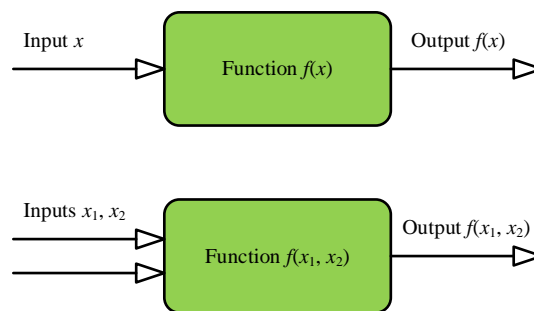 Input x
Function f(x)
Output f(x)
Inputs x₁, x₂
Function f(x₁, x₂)
Output f(x₁, x₂)